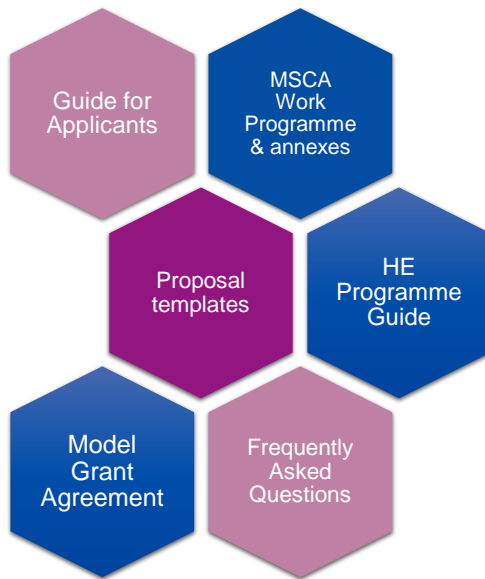 Guide for
Applicants
MSCA
Work
Programme
& annexes
Proposal
templates
HE
Programme
Guide
Model
Grant
Agreement
Frequently
Asked
Questions